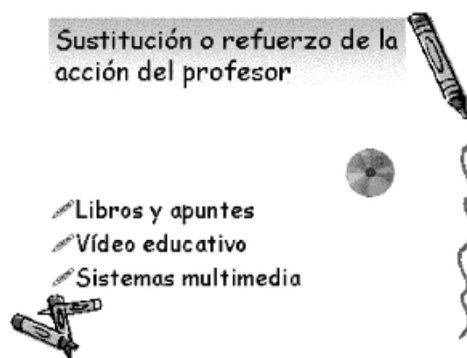 Sustitución o refuerzo de la
acción del profesor
Libros y apuntes
Vídeo educativo
Sistemas multimedia